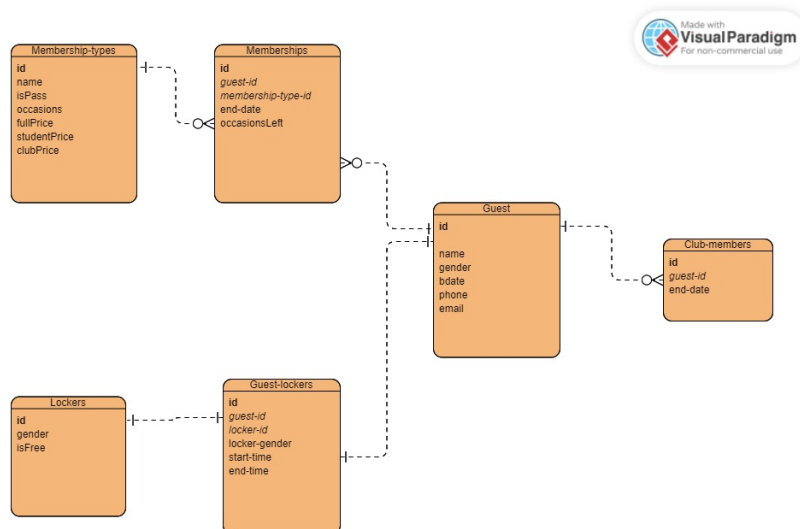 Made with
Visual Paradigm
For non-commercial use
Membership-types
id
name
isPass
occasions
fullPrice
studentPrice
clubPrice
Memberships
id
guest-id
membership-type-id
end-date
occasionsLeft
Guest
id
name
gender
bdate
phone
email
Club-members
id
guest-id
end-date
Lockers
id
gender
isFree
Guest-lockers
id
guest-id
locker-id
locker-gender
start-time
end-time